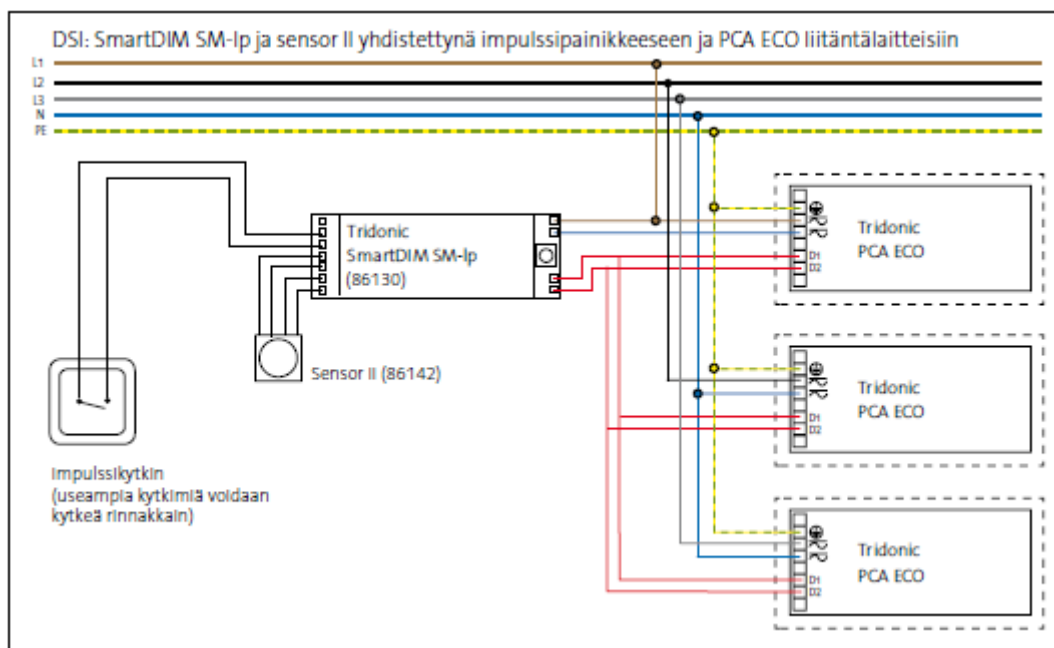 DSI: SmartDIM SM-lp ja sensor II yhdistettynä impulssipainikkeeseen ja PCA ECO liitäntälaitteisiin
L1
L2
L3
N
PE
Tridonic
SmartDIM SM-lp
(86130)
Sensor II (86142)
Impulssikytkin
(useampia kytkimiä voidaan
kytkeä rinnakkain)
Tridonic
PCA ECO
D1
D2
Tridonic
PCA ECO
D1
D2
Tridonic
PCA ECO
D1
D2